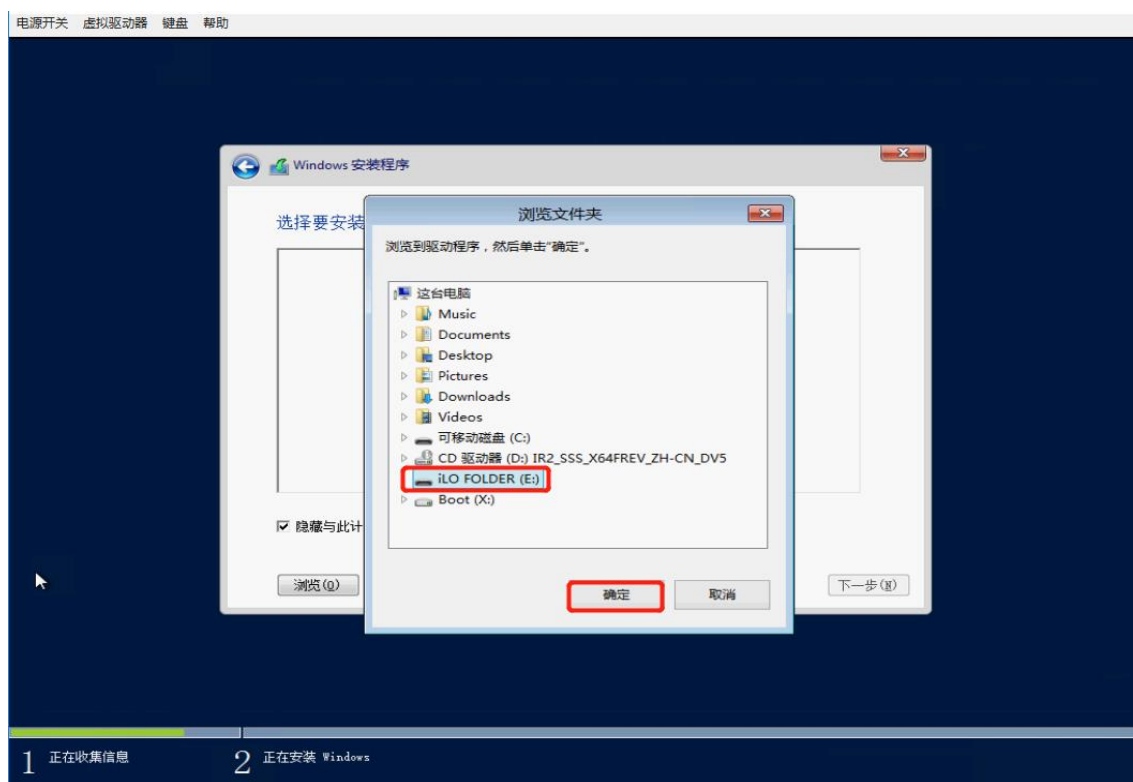 电源开关 虚拟驱动器 键盘 帮助
Windows 安装程序
选择要安装
浏览文件夹
浏览到驱动程序，然后单击“确定”。
这台电脑
Music
Documents
Desktop
Pictures
Downloads
Videos
可移动磁盘 (C:)
CD 驱动器 (D:) IR2_SSS_X64FREV_ZH-CN_DV5
iLO FOLDER (E:)
Boot (X:)
隐藏与此计
浏览(O)
确定
取消
下一步(N)
1 正在收集信息
2 正在安装 Windows